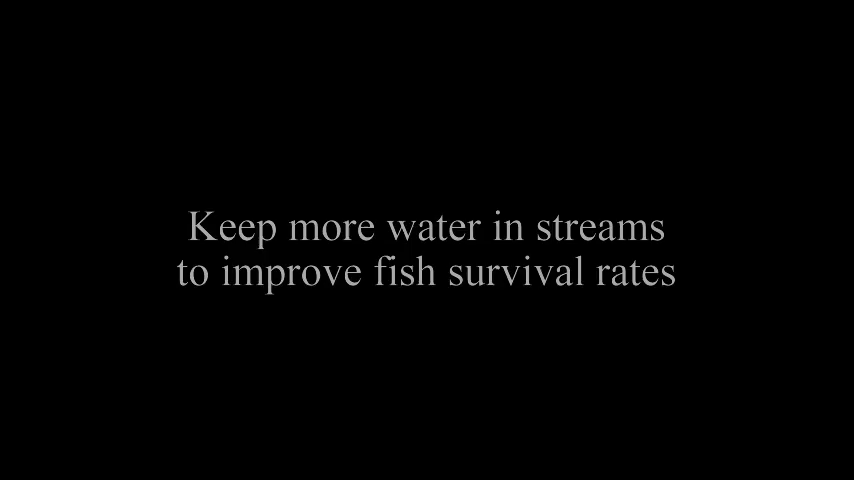 Keep more water in streams
to improve fish survival rates